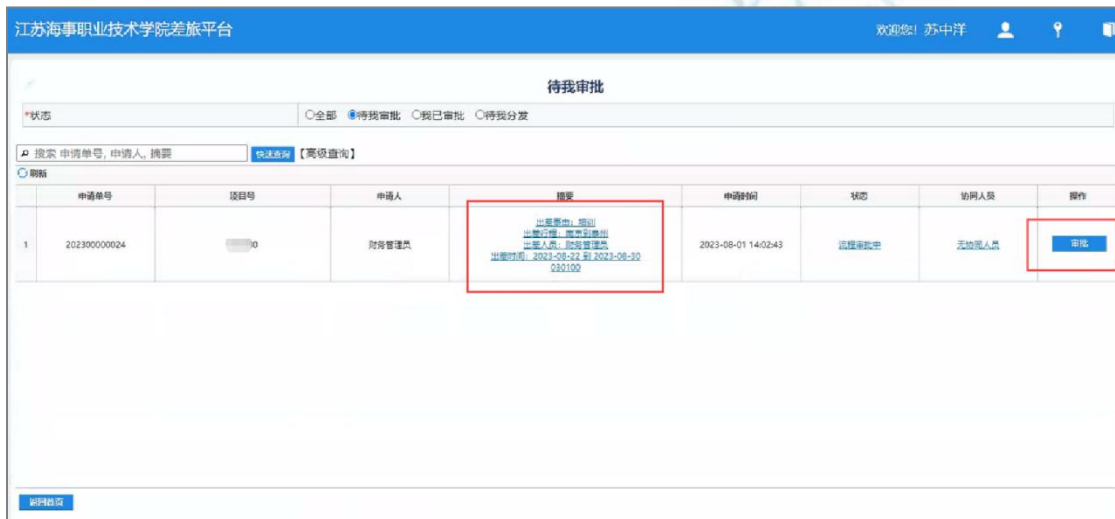 江苏海事职业技术学院差旅平台
欢迎您! 苏中洋
待我审批
*状态
全部 待我审批 我已审批 待我分发
搜索 申请单号, 申请人, 摘要 快速查询 【高级查询】
刷新
申请单号 项目号 申请人 摘要 申请时间 状态 协同人员 操作
出差事由：培训
出差行程：南京到泰州
1 202300000024 0 财务管理员 出差人员：财务管理员 2023-08-01 14:02:43 流程审批中 无协同人员 审批
出差时间：2023-08-22 到 2023-08-30
030100
返回首页